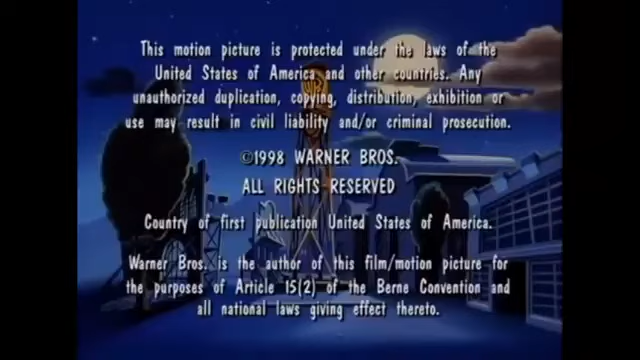 This motion picture is protected under the laws of the
United States of America and other countries. Any
unauthorized duplication, copying, distribution, exhibition or
use may result in civil liability and/or criminal prosecution.
©1998 WARNER BROS.
ALL RIGHTS RESERVED
Country of first publication United States of America.
Warner Bros. is the author of this film/motion picture for
the purposes of Article 15(2) of the Berne Convention and
all national laws giving effect thereto.
WB